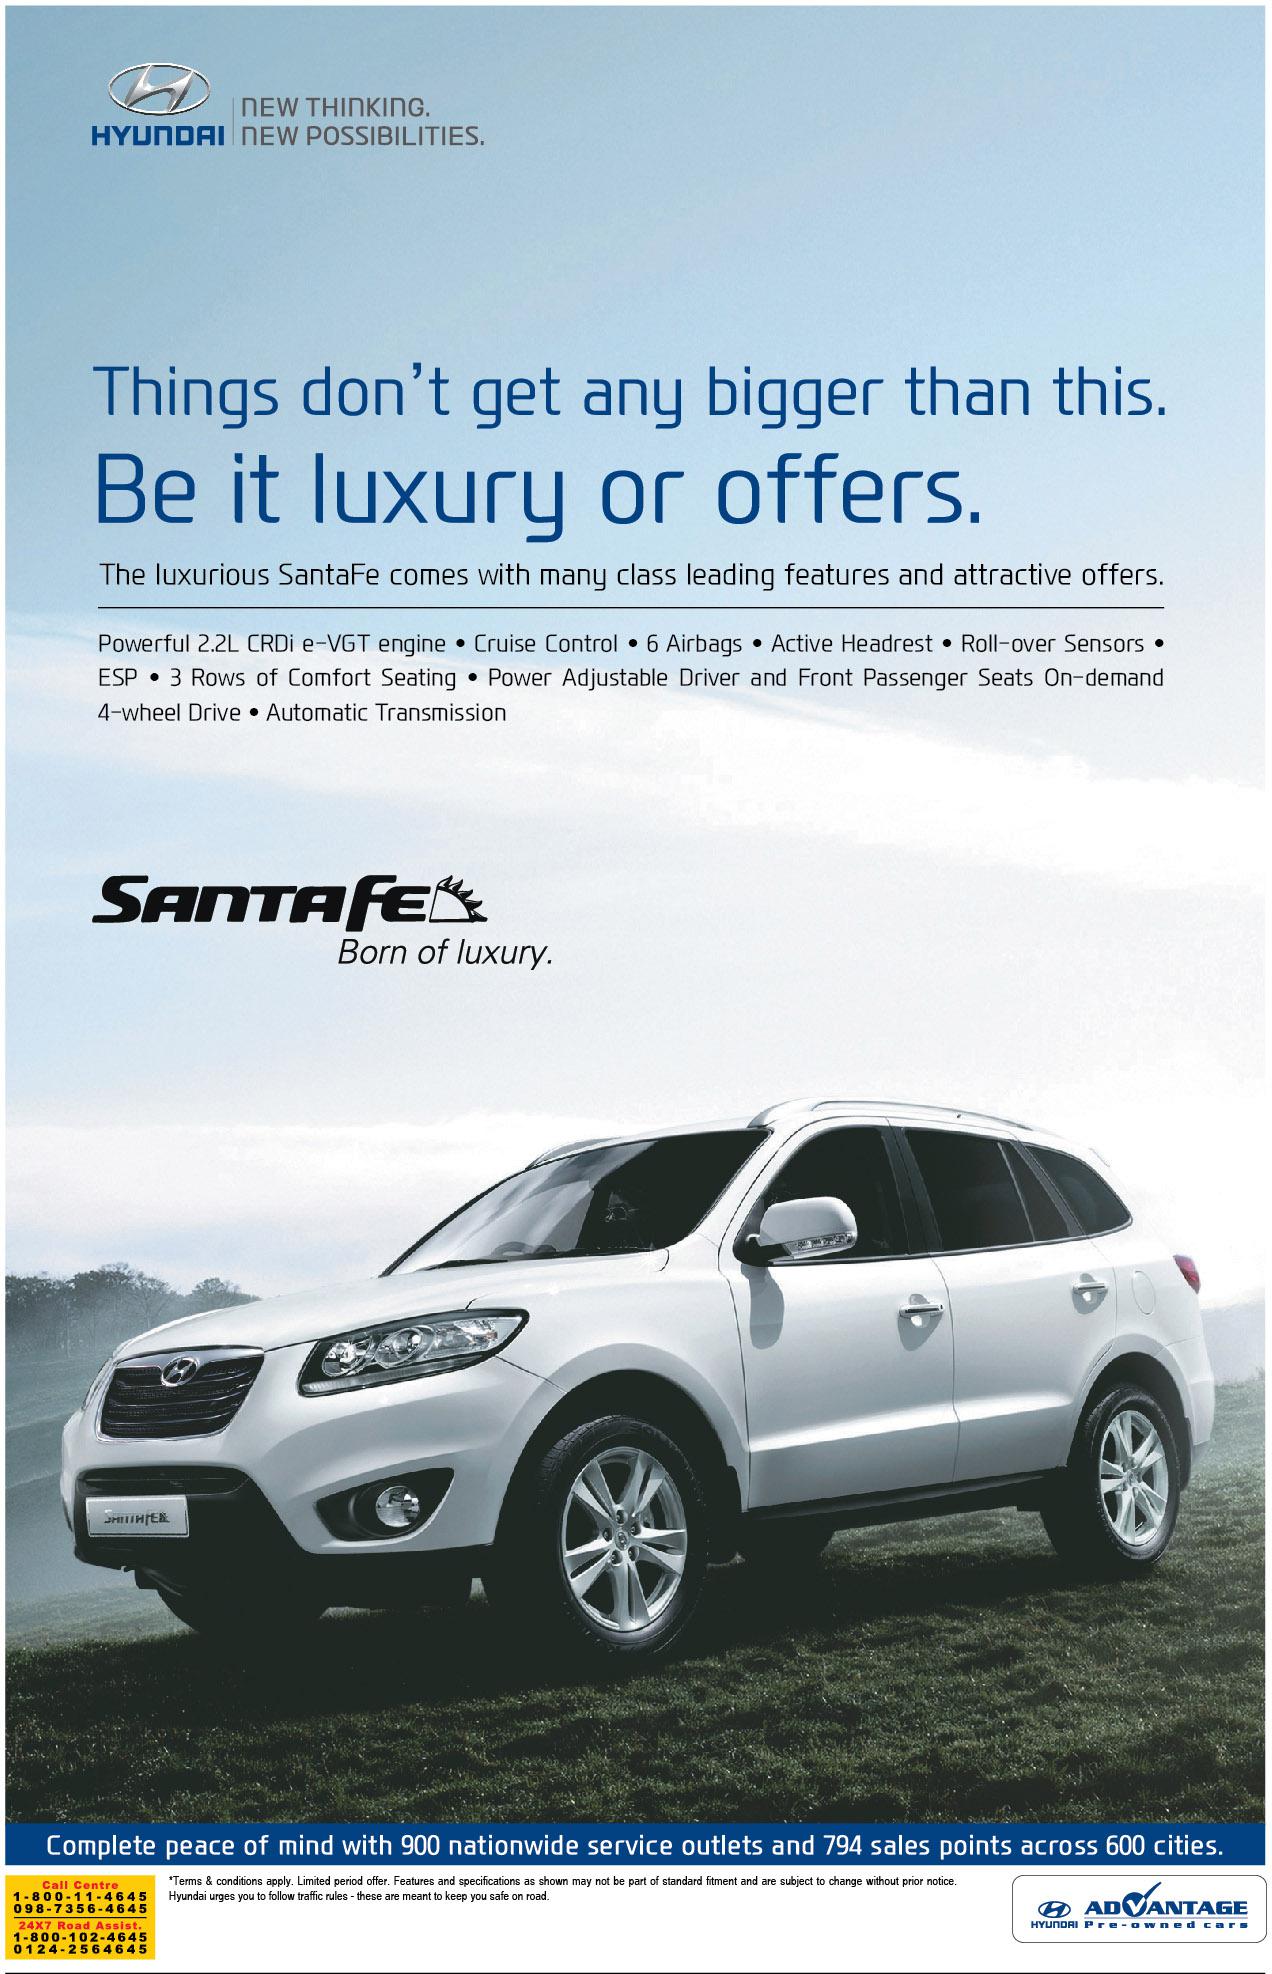 HYUNDAI
NEW THINKING.
NEW POSSIBILITIES.
Things don't get any bigger than this.
Be it luxury or offers.
The luxurious SantaFe comes with many class leading features and attractive offers.
Powerful 2.2L CRDi e-VGT engine • Cruise Control • 6 Airbags • Active Headrest • Roll-over Sensors •
ESP • 3 Rows of Comfort Seating • Power Adjustable Driver and Front Passenger Seats On-demand
4-wheel Drive • Automatic Transmission
SANTAFE
Born of luxury.
SANTAFE
Complete peace of mind with 900 nationwide service outlets and 794 sales points across 600 cities.
Call Centre
1-800-11-4645
098-7356-4645
24X7 Road Assist.
1-800-102-4645
0124-2564645
*Terms & conditions apply. Limited period offer. Features and specifications as shown may not be part of standard fitment and are subject to change without prior notice.
Hyundai urges you to follow traffic rules - these are meant to keep you safe on road.
HYUNDAI
ADVANTAGE
Pre-owned cars